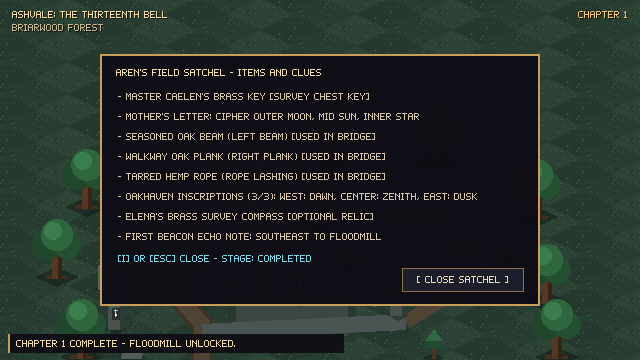 ASHVALE: THE THIRTEENTH BELL
CHAPTER 1
BRIARWOOD FOREST
AREN'S FIELD SATCHEL - ITEMS AND CLUES
- MASTER CAELEN'S BRASS KEY [SURVEY CHEST KEY]
- MOTHER'S LETTER: CIPHER OUTER MOON, MID SUN, INNER STAR
- SEASONED OAK BEAM (LEFT BEAM) [USED IN BRIDGE]
- WALKWAY OAK PLANK (RIGHT PLANK) [USED IN BRIDGE]
- TARRED HEMP ROPE (ROPE LASHING) [USED IN BRIDGE]
- OAKHAVEN INSCRIPTIONS (3/3): WEST: DAWN, CENTER: ZENITH, EAST: DUSK
- ELENA'S BRASS SURVEY COMPASS [OPTIONAL RELIC]
- FIRST BEACON ECHO NOTE: SOUTHEAST TO FLOODMILL
[I] OR [ESC] CLOSE - STAGE: COMPLETED
[ CLOSE SATCHEL ]
CHAPTER 1 COMPLETE - FLOODMILL UNLOCKED.